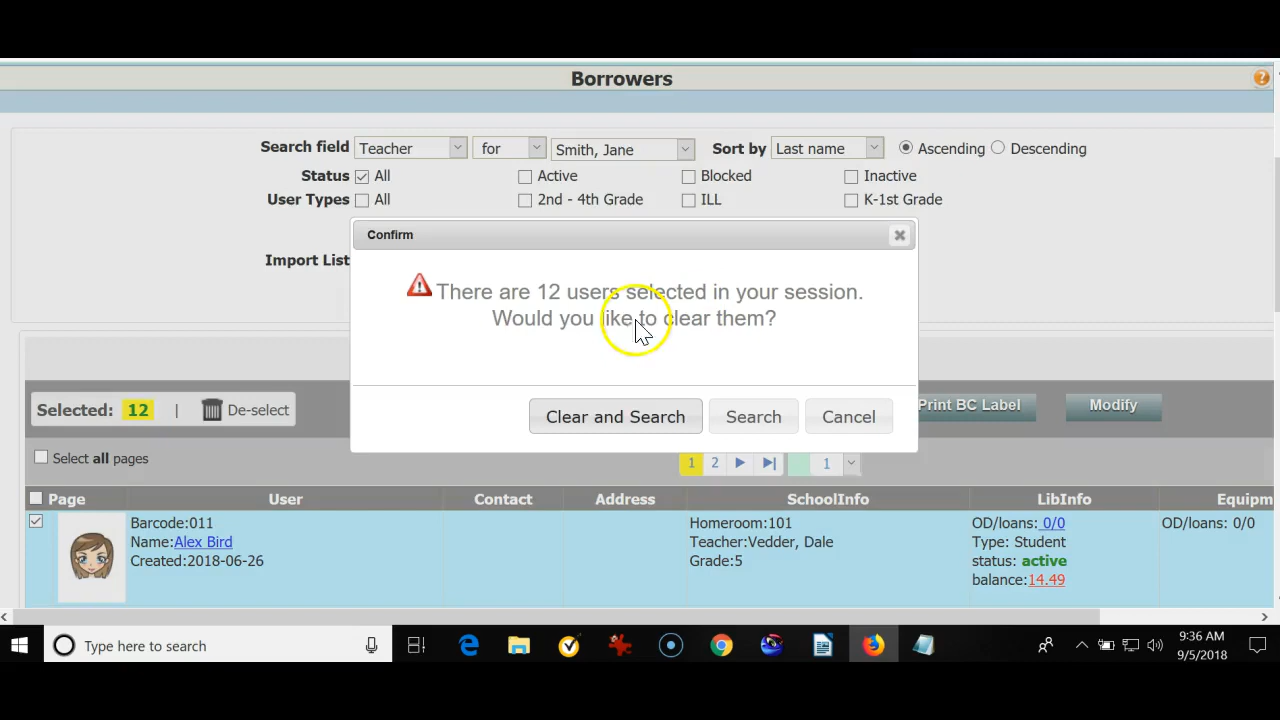 Borrowers
Search field Teacher for Smith, Jane Sort by Last name Ascending Descending
Status All Active Blocked Inactive
User Types All 2nd - 4th Grade ILL K-1st Grade
Confirm
Import List
There are 12 users selected in your session.
Would you like to clear them?
Selected: 12 | De-select
Clear and Search Search Cancel
Print BC Label Modify
Select all pages
1 2 1
Page User Contact Address SchoolInfo LibInfo Equipm
Barcode:011 Homeroom:101 OD/loans: 0/0 OD/loans: 0/0
Name:Alex Bird Teacher:Vedder, Dale Type: Student
Created:2018-06-26 Grade:5 status: active
balance:14.49
Type here to search
9:36 AM
9/5/2018